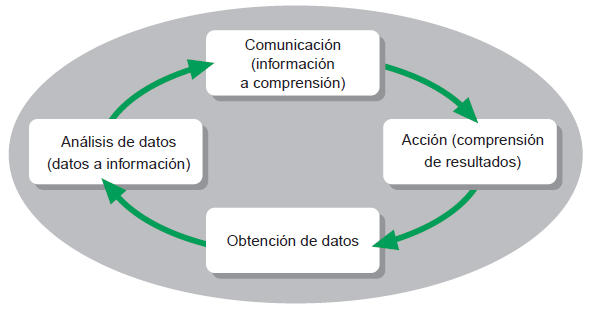 Comunicación
(información
a comprensión)
Análisis de datos
(datos a información)
Acción (comprensión
de resultados)
Obtención de datos